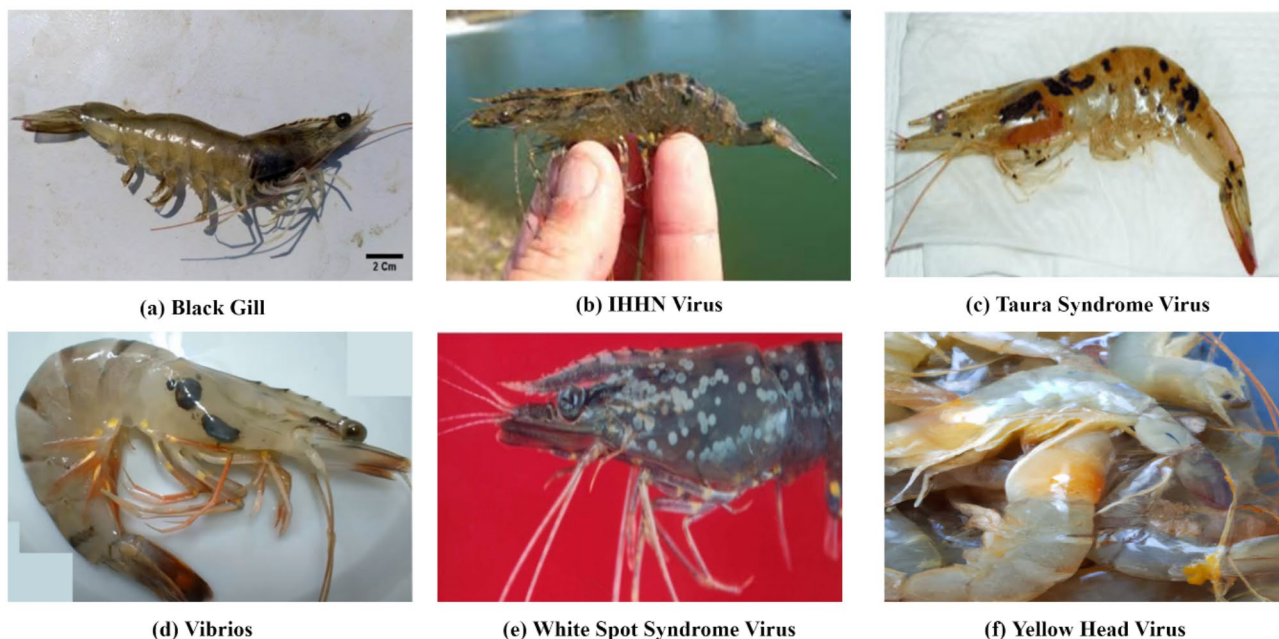 2 Cm
(a) Black Gill
(b) IHHN Virus
(c) Taura Syndrome Virus
(d) Vibrios
(e) White Spot Syndrome Virus
(f) Yellow Head Virus